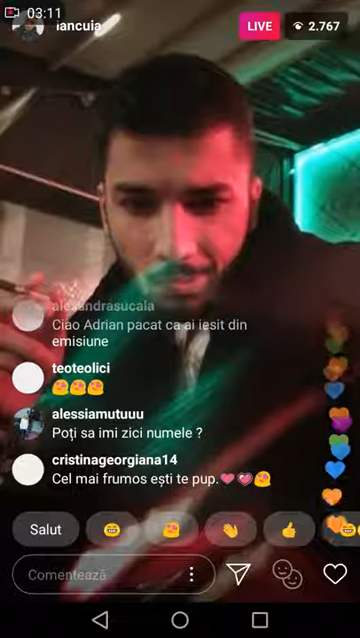 03:11
iancuia
LIVE
2.767
alexandrasucala
Ciao Adrian pacat ca ai iesit din
emisiune
teoteolici
alessiamutuuu
Poți sa imi zici numele ?
cristinageorgiana14
Cel mai frumos ești te pup.
Salut
Comentează